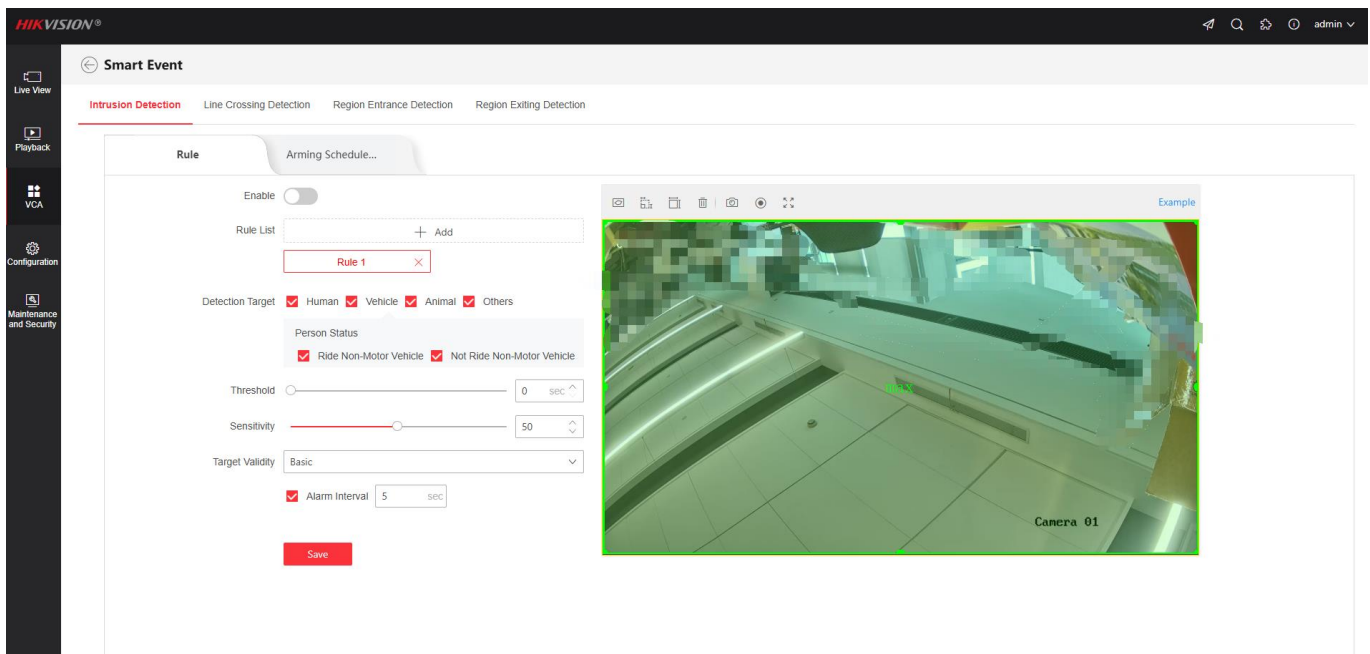 HIKVISION®
admin
Live View
Playback
VCA
Configuration
Maintenance
and Security
Smart Event
Intrusion Detection Line Crossing Detection Region Entrance Detection Region Exiting Detection
Rule Arming Schedule...
Enable
Rule List + Add
Rule 1
Detection Target Human Vehicle Animal Others
Person Status
Ride Non-Motor Vehicle Not Ride Non-Motor Vehicle
Threshold 0 sec
Sensitivity 50
Target Validity Basic
Alarm Interval 5 sec
Save
Example
Camera 01